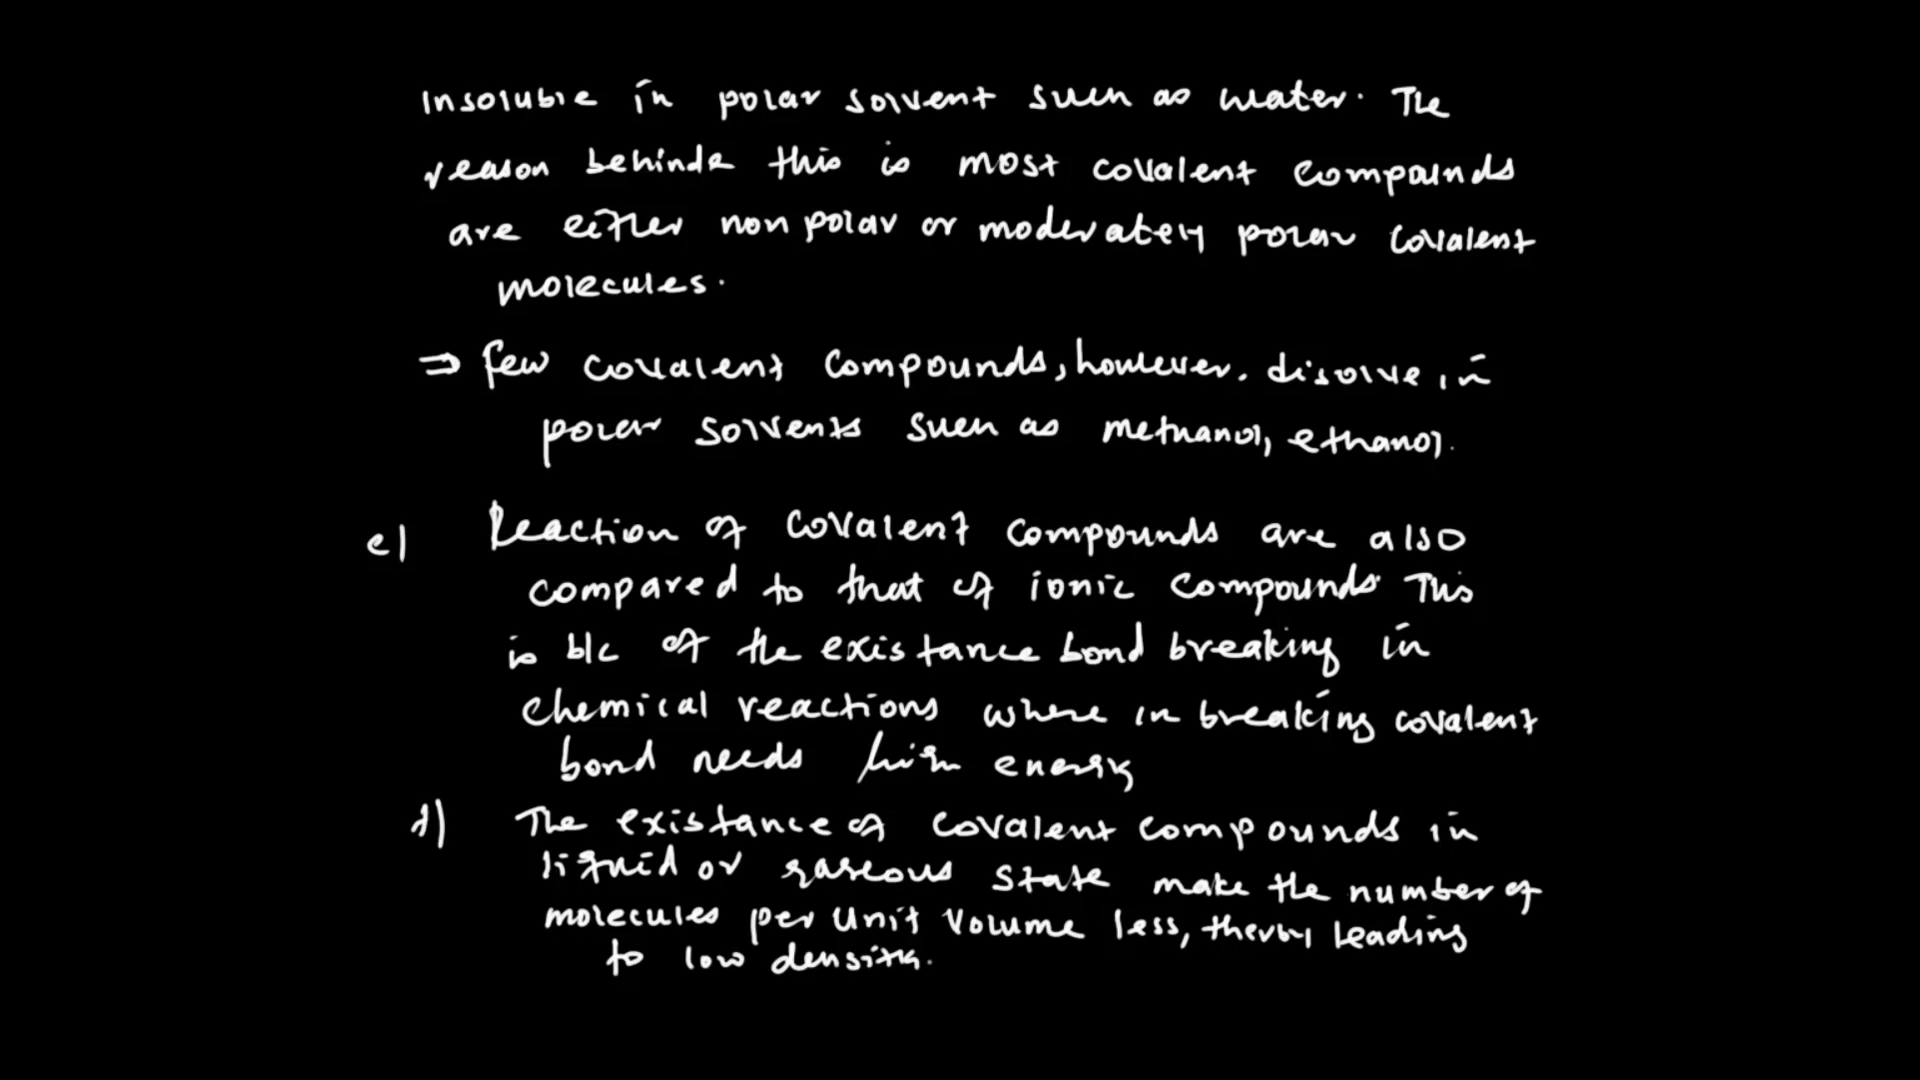 Insoluble in polar solvent such as water. The
reason behinde this is most covalent compounds
are either non polar or moderately polar covalent
molecules.
⇒ few covalent compounds, however. disolve, in
polar solvents such as methanol, ethanol.
e) Reaction of covalent compounds are also
compared to that of ionic compounds. This
is b/c of the existance bond breaking in
chemical reactions where in breaking covalent
bond needs high energy
f) The existance of covalent compounds in
liquid or gaseous state make the number of
molecules per unit volume less, thereby leading
to low density.